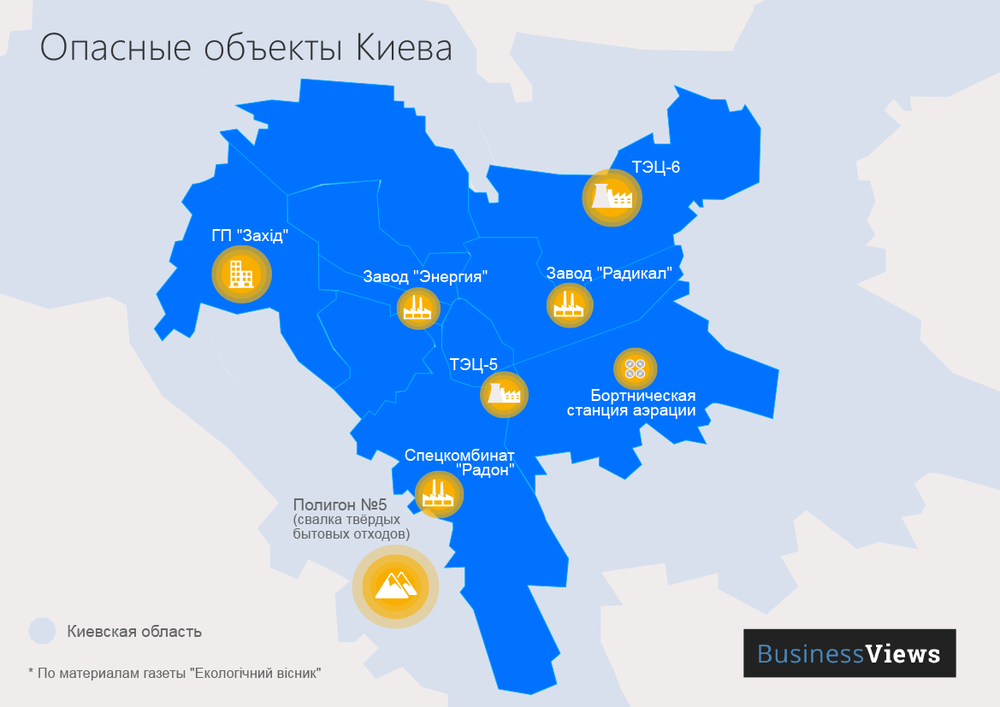 Опасные объекты Киева
ТЭЦ-6
ГП "Захід"
Завод "Энергия"
Завод "Радикал"
ТЭЦ-5
Бортническая
станция аэрации
Спецкомбинат
"Радон"
Полигон №5
(свалка твёрдых
бытовых отходов)
Киевская область
* По материалам газеты "Екологічний вісник"
BusinessViews